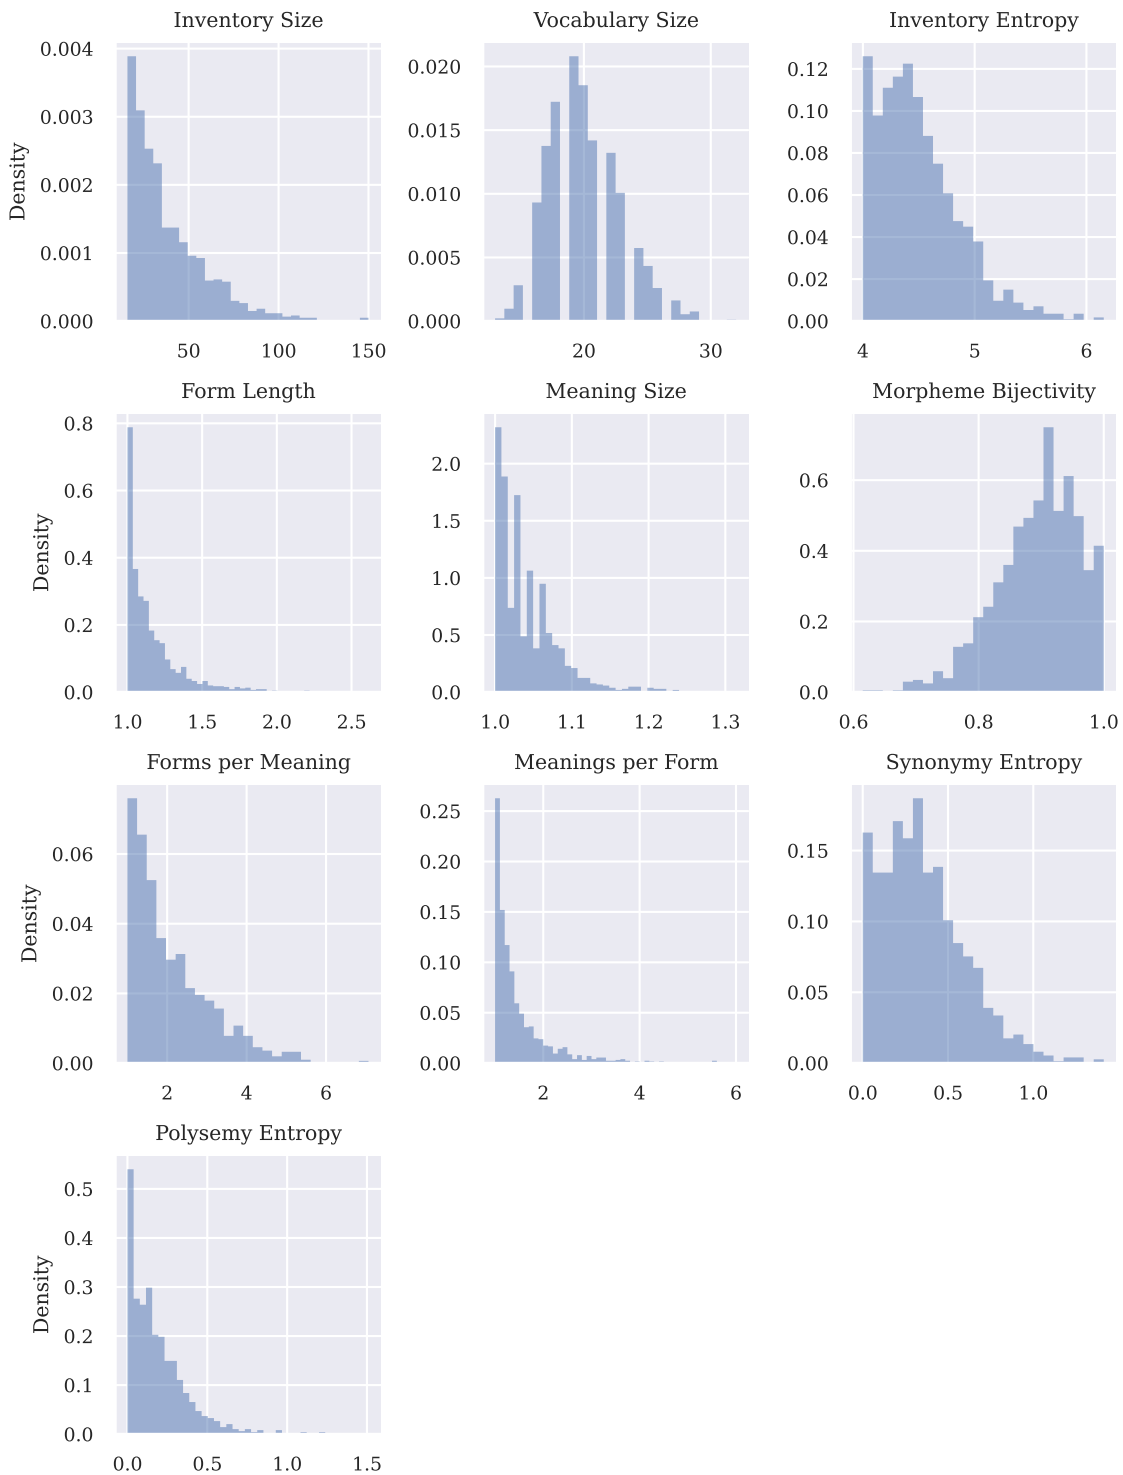 Inventory Size
Vocabulary Size
Inventory Entropy
Density
0.004
0.003
0.002
0.001
0.000
50 100 150
0.020
0.015
0.010
0.005
0.000
20 30
0.12
0.10
0.08
0.06
0.04
0.02
0.00
4 5 6
Form Length
Meaning Size
Morpheme Bijectivity
Density
0.8
0.6
0.4
0.2
0.0
1.0 1.5 2.0 2.5
2.0
1.5
1.0
0.5
0.0
1.0 1.1 1.2 1.3
0.6
0.4
0.2
0.0
0.6 0.8 1.0
Forms per Meaning
Meanings per Form
Synonymy Entropy
Density
0.06
0.04
0.02
0.00
2 4 6
0.25
0.20
0.15
0.10
0.05
0.00
2 4 6
0.15
0.10
0.05
0.00
0.0 0.5 1.0
Polysemy Entropy
Density
0.5
0.4
0.3
0.2
0.1
0.0
0.0 0.5 1.0 1.5